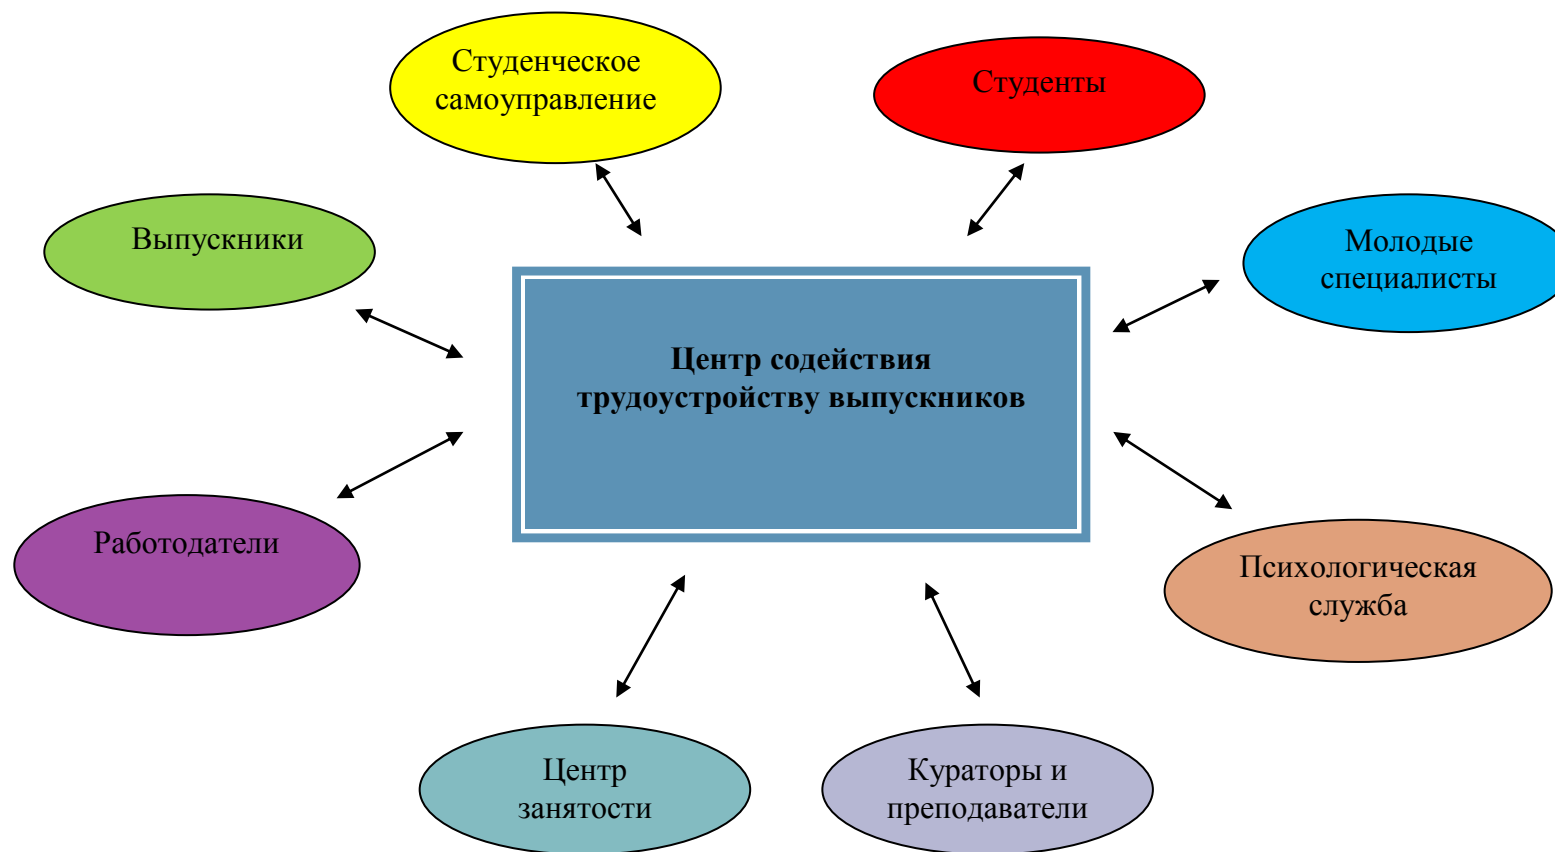 Студенческое
самоуправление
Студенты
Выпускники
Молодые
специалисты
Центр содействия
трудоустройству выпускников
Работодатели
Психологическая
служба
Центр
занятости
Кураторы и
преподаватели